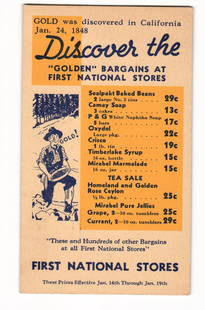 GOLD was discovered in California
Jan. 24, 1848
Discover the
"GOLDEN" BARGAINS AT
FIRST NATIONAL STORES
Sealpakt Baked Beans
2 large No. 2 tins 29c
Camay Soap
3 cakes 13c
P & G White Naphtha Soap
5 bars 17c
Oxydol
Large pkg. 22c
Crisco
1 lb. tin 19c
Timberlake Syrup
16 oz. bottle 15c
Mirabel Marmalade
16 oz. jar 15c
TEA SALE
Homeland and Golden
Rose Ceylon
½ lb. pkg. 25c
Mirabel Pure Jellies
Grape, 2—10 oz. tumblers 25c
Currant, 2—10 oz. tumblers 29c
GOLD!
"These and Hundreds of other Bargains
at all First National Stores"
FIRST NATIONAL STORES
These Prices Effective Jan. 14th Through Jan. 19th